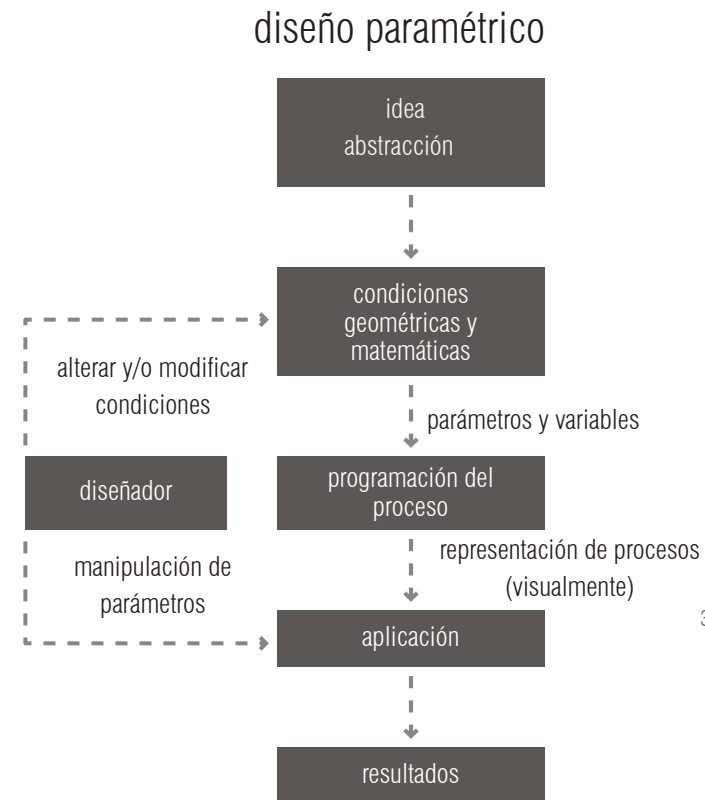 diseño paramétrico
idea
abstracción
condiciones
geométricas y
matemáticas
alterar y/o modificar
condiciones
parámetros y variables
diseñador
programación del
proceso
manipulación de
parámetros
representación de procesos
(visualmente)
aplicación
resultados